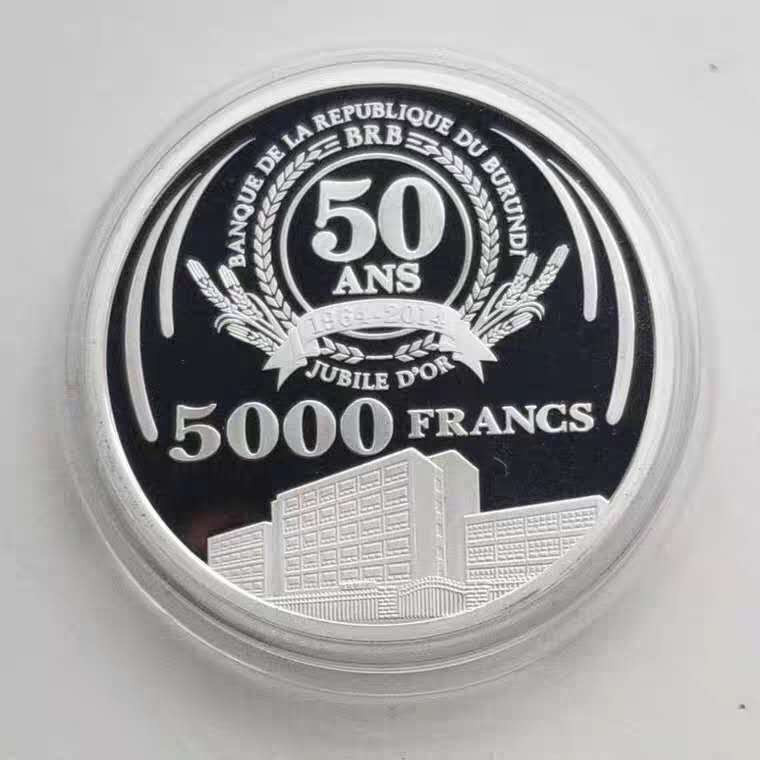 BANQUE DE LA REPUBLIQUE DU BURUNDI
BRB
50
ANS
1964-2014
JUBILE D'OR
5000 FRANCS